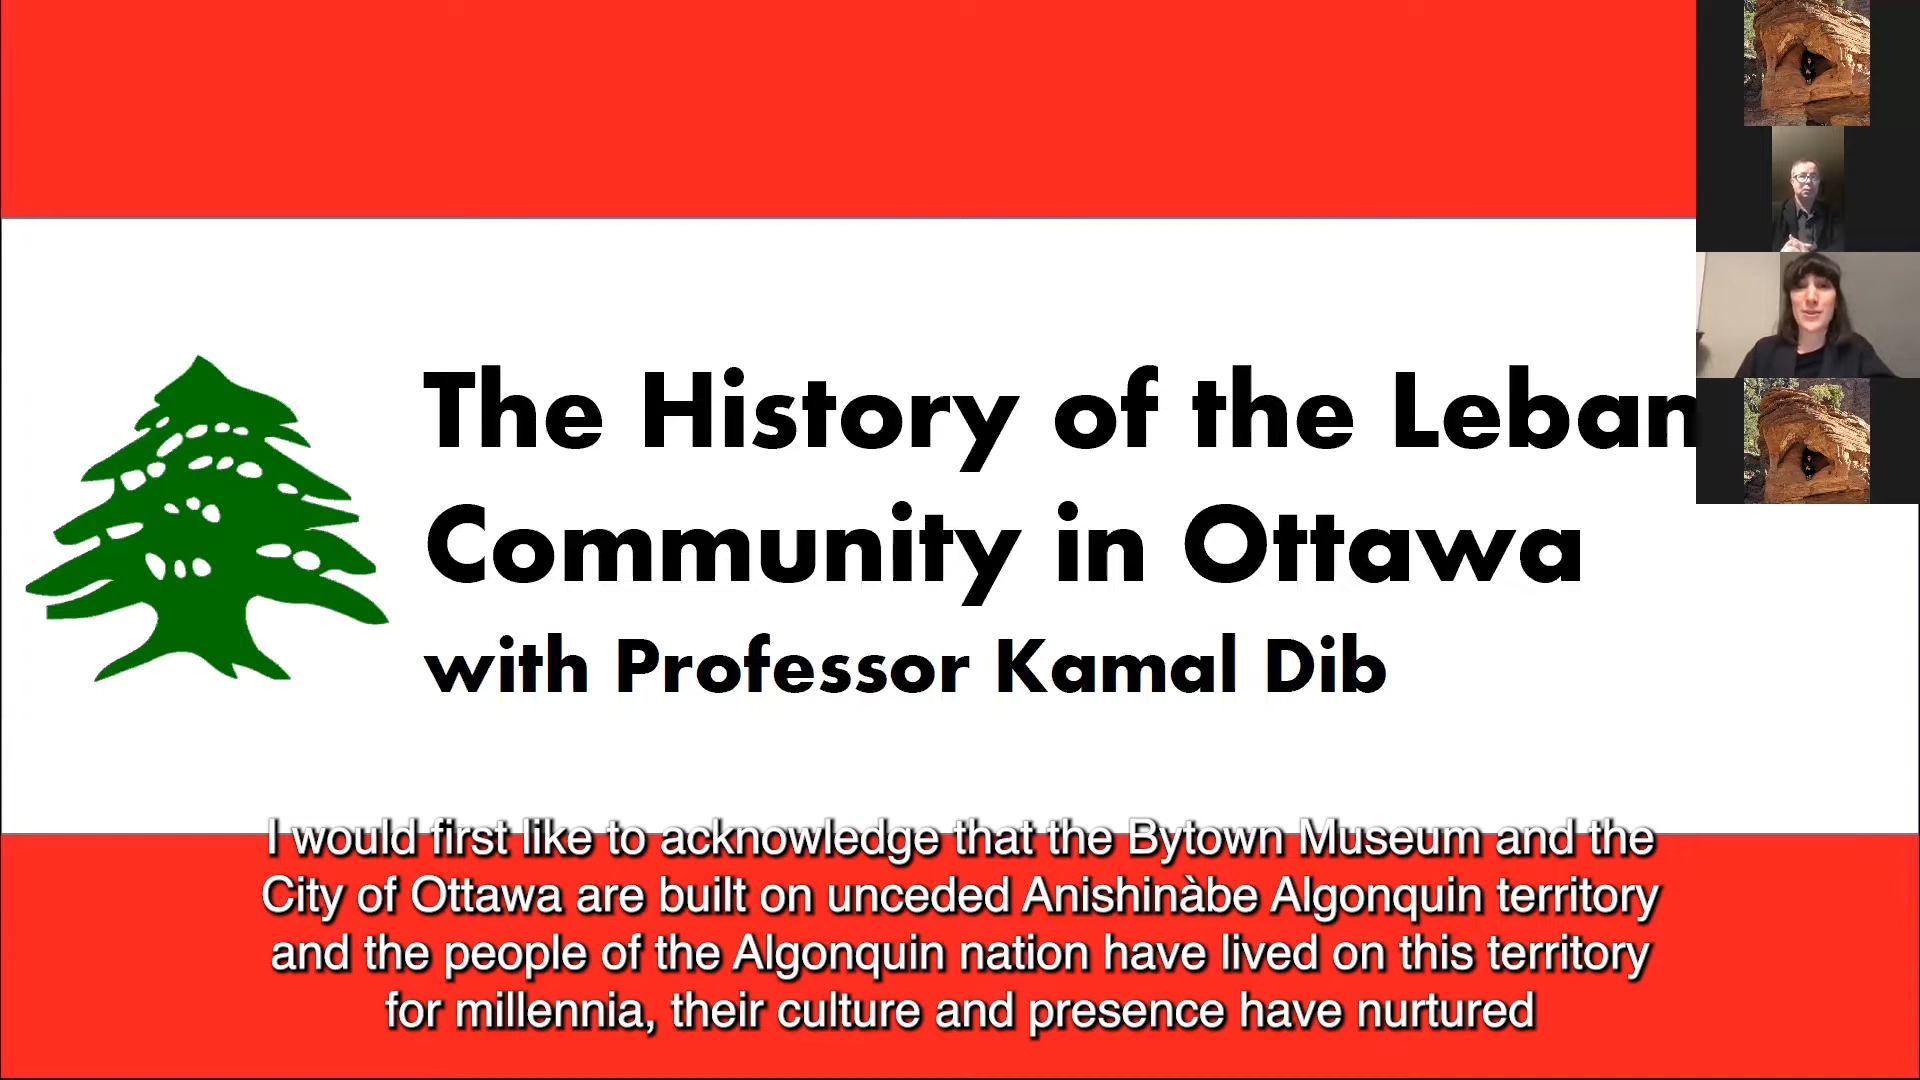 The History of the Leban
Community in Ottawa
with Professor Kamal Dib
I would first like to acknowledge that the Bytown Museum and the
City of Ottawa are built on unceded Anishinàbe Algonquin territory
and the people of the Algonquin nation have lived on this territory
for millennia, their culture and presence have nurtured